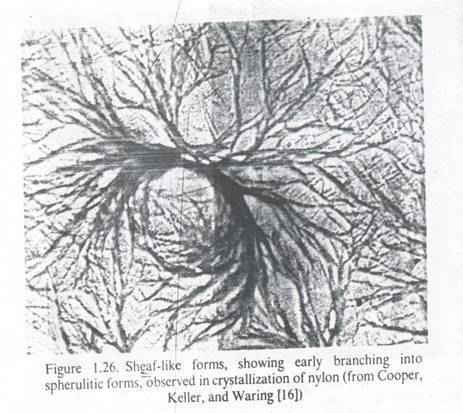 Figure 1.26. Sheaf-like forms, showing early branching into
spherulitic forms, observed in crystallization of nylon (from Cooper,
Keller, and Waring [16])